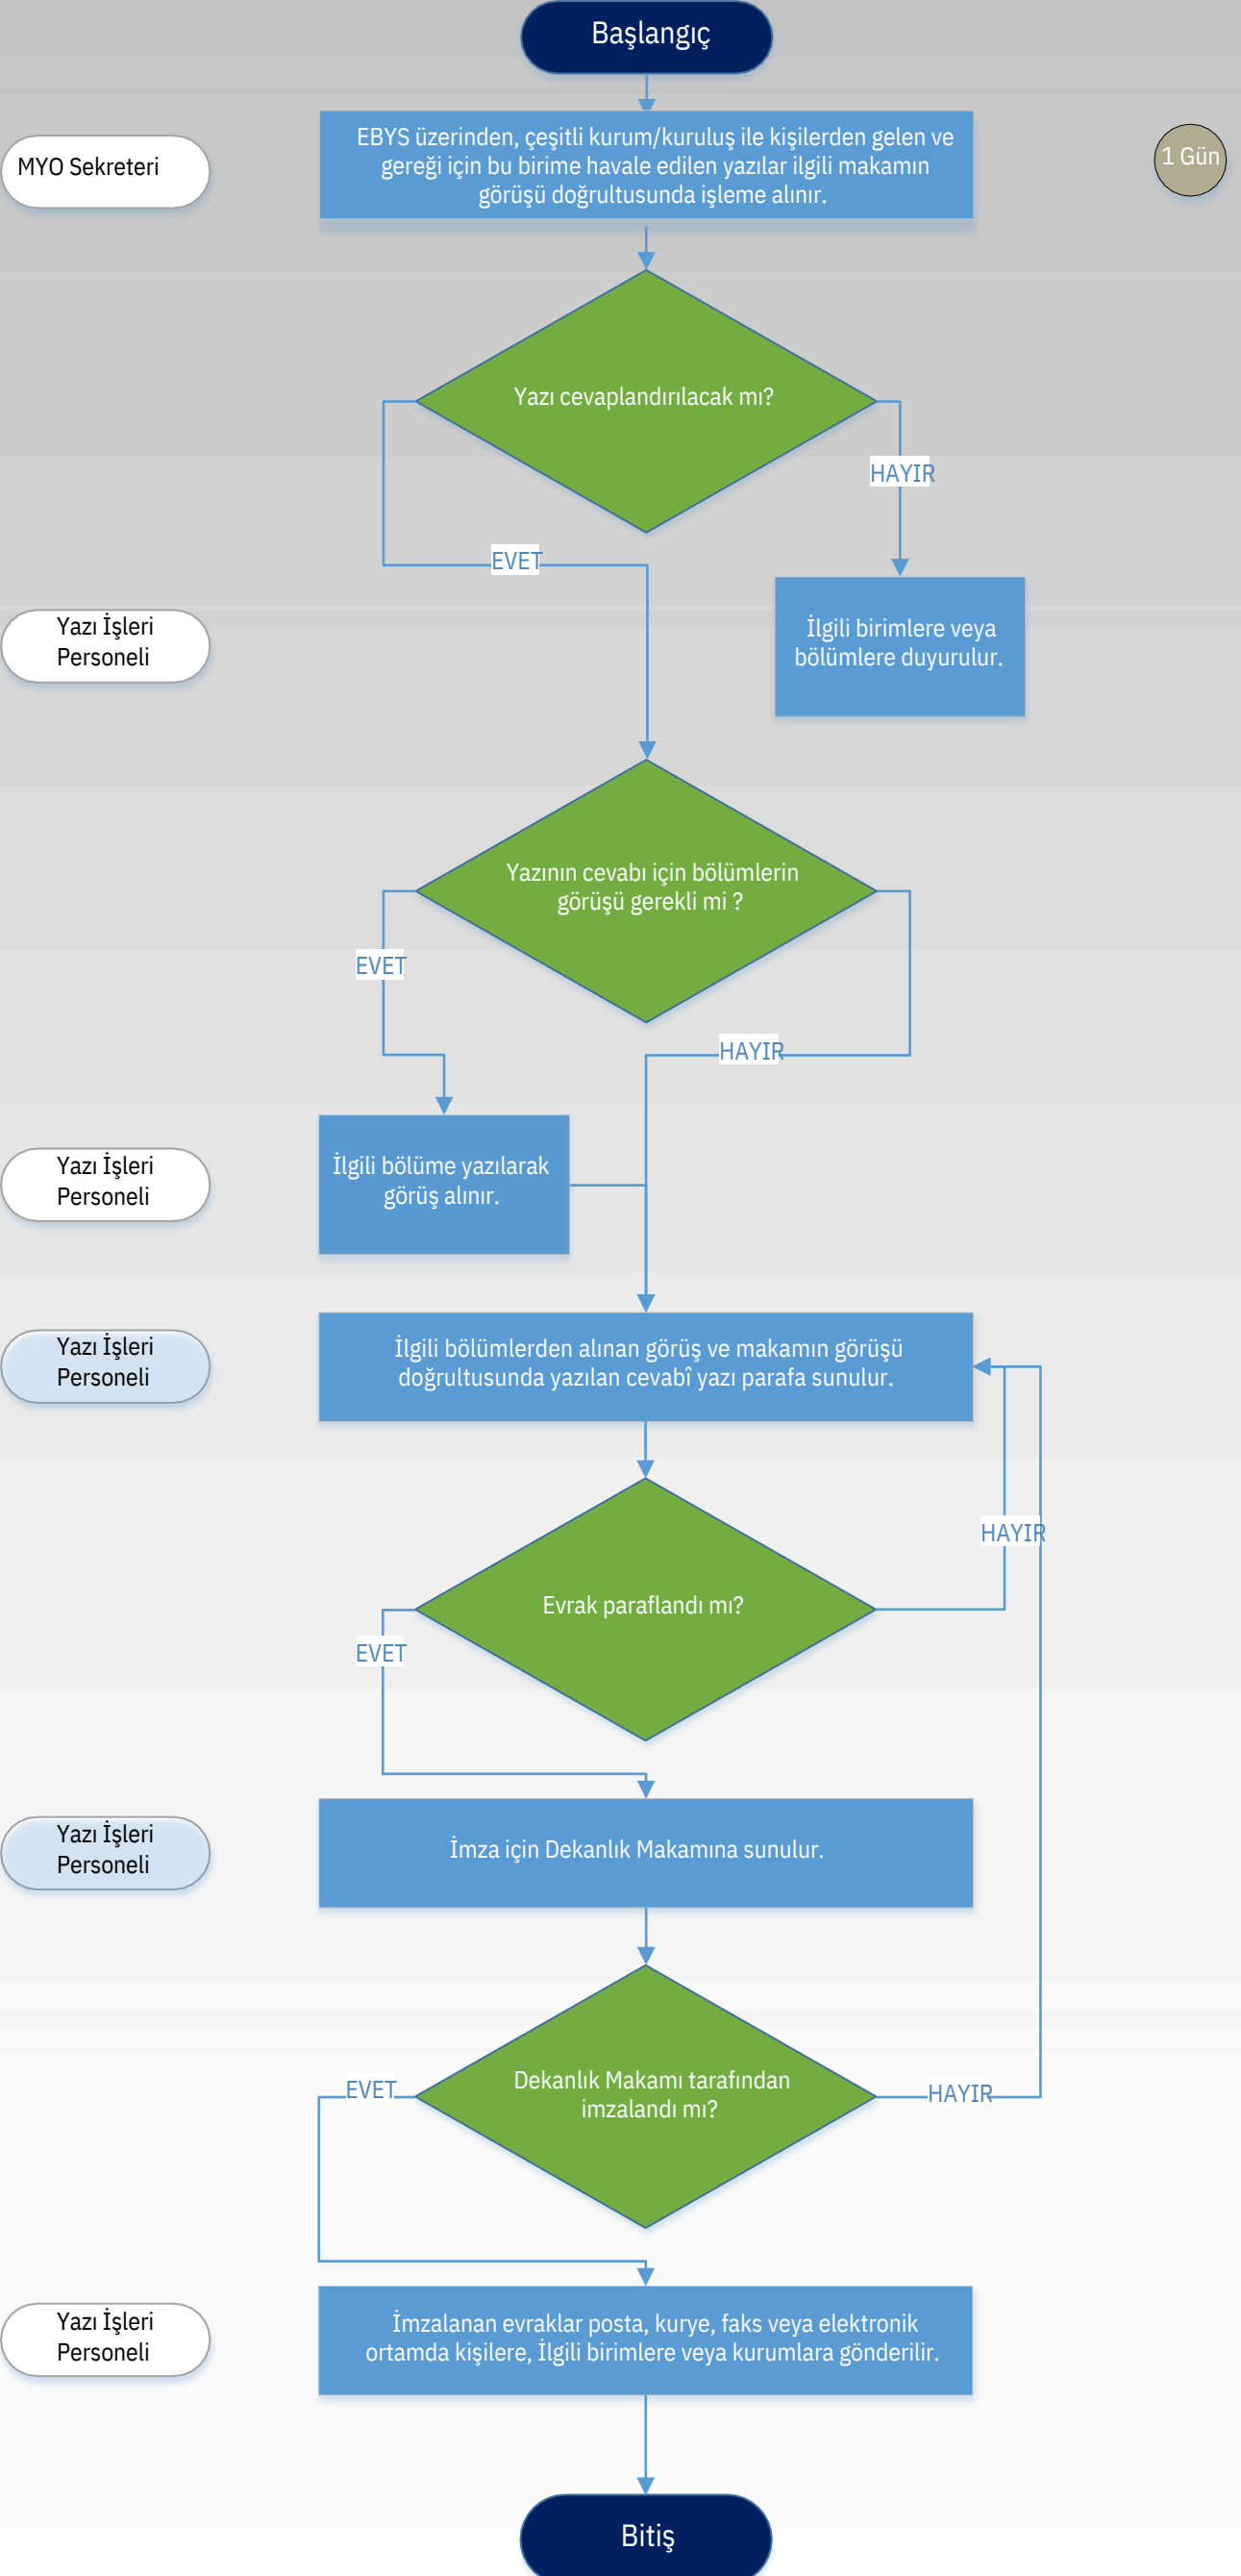 Başlangıç
MYO Sekreteri
EBYS üzerinden, çeşitli kurum/kuruluş ile kişilerden gelen ve
gereği için bu birime havale edilen yazılar ilgili makamın
görüşü doğrultusunda işleme alınır.
1 Gün
Yazı cevaplandırılacak mı?
HAYIR
EVET
Yazı İşleri
Personeli
İlgili birimlere veya
bölümlere duyurulur.
Yazının cevabı için bölümlerin
görüşü gerekli mi ?
EVET
HAYIR
Yazı İşleri
Personeli
İlgili bölüme yazılarak
görüş alınır.
Yazı İşleri
Personeli
İlgili bölümlerden alınan görüş ve makamın görüşü
doğrultusunda yazılan cevabî yazı parafa sunulur.
HAYIR
Evrak paraflandı mı?
EVET
Yazı İşleri
Personeli
İmza için Dekanlık Makamına sunulur.
EVET
Dekanlık Makamı tarafından
imzalandı mı?
HAYIR
Yazı İşleri
Personeli
İmzalanan evraklar posta, kurye, faks veya elektronik
ortamda kişilere, İlgili birimlere veya kurumlara gönderilir.
Bitiş